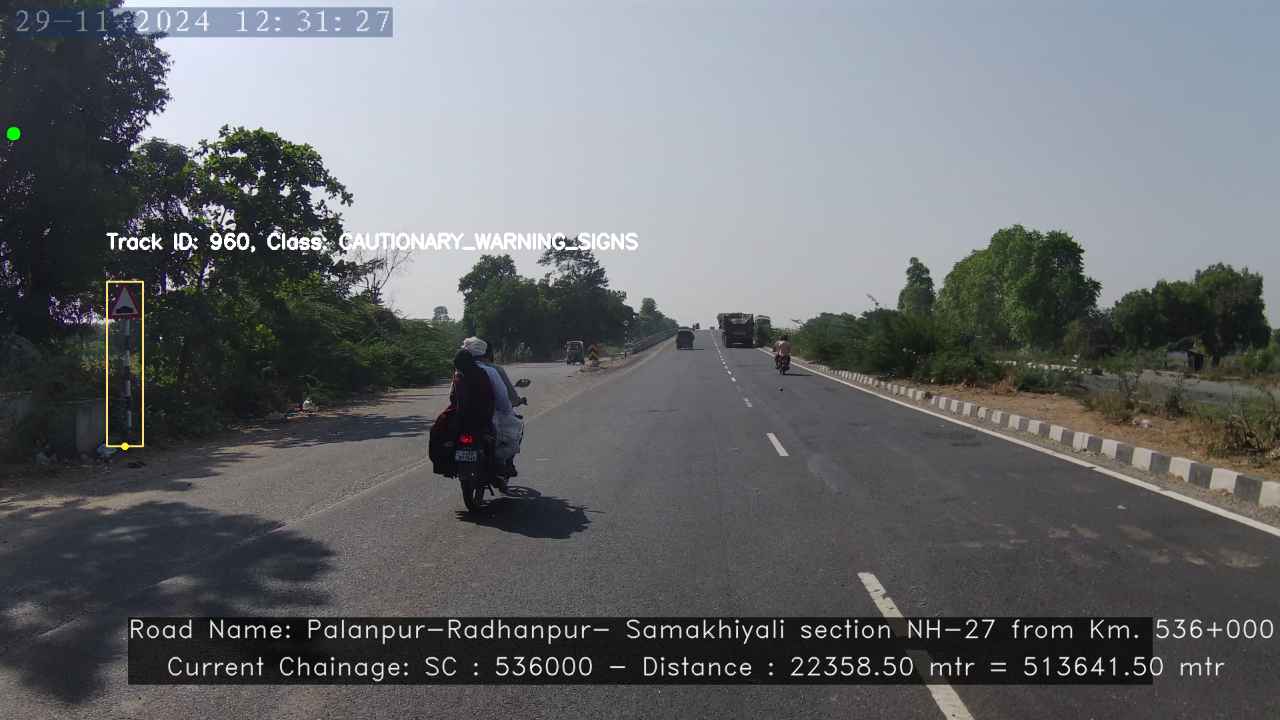 29-11-2024 12:31:27
Track ID: 960, Class: CAUTIONARY_WARNING_SIGNS
Road Name: Palanpur-Radhanpur- Samakhiyali section NH-27 from Km. 536+000
Current Chainage: SC : 536000 - Distance : 22358.50 mtr = 513641.50 mtr